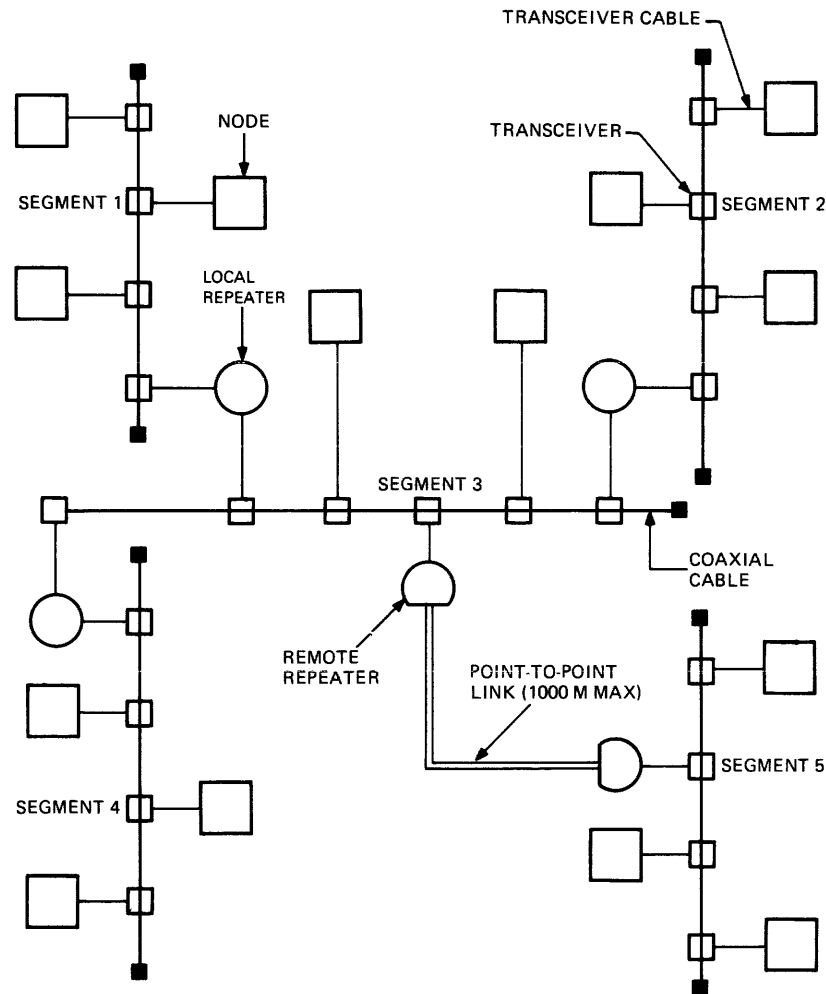 TRANSCEIVER CABLE
NODE
TRANSCEIVER
SEGMENT 1
SEGMENT 2
LOCAL
REPEATER
SEGMENT 3
COAXIAL
CABLE
REMOTE
REPEATER
POINT-TO-POINT
LINK (1000 M MAX)
SEGMENT 5
SEGMENT 4